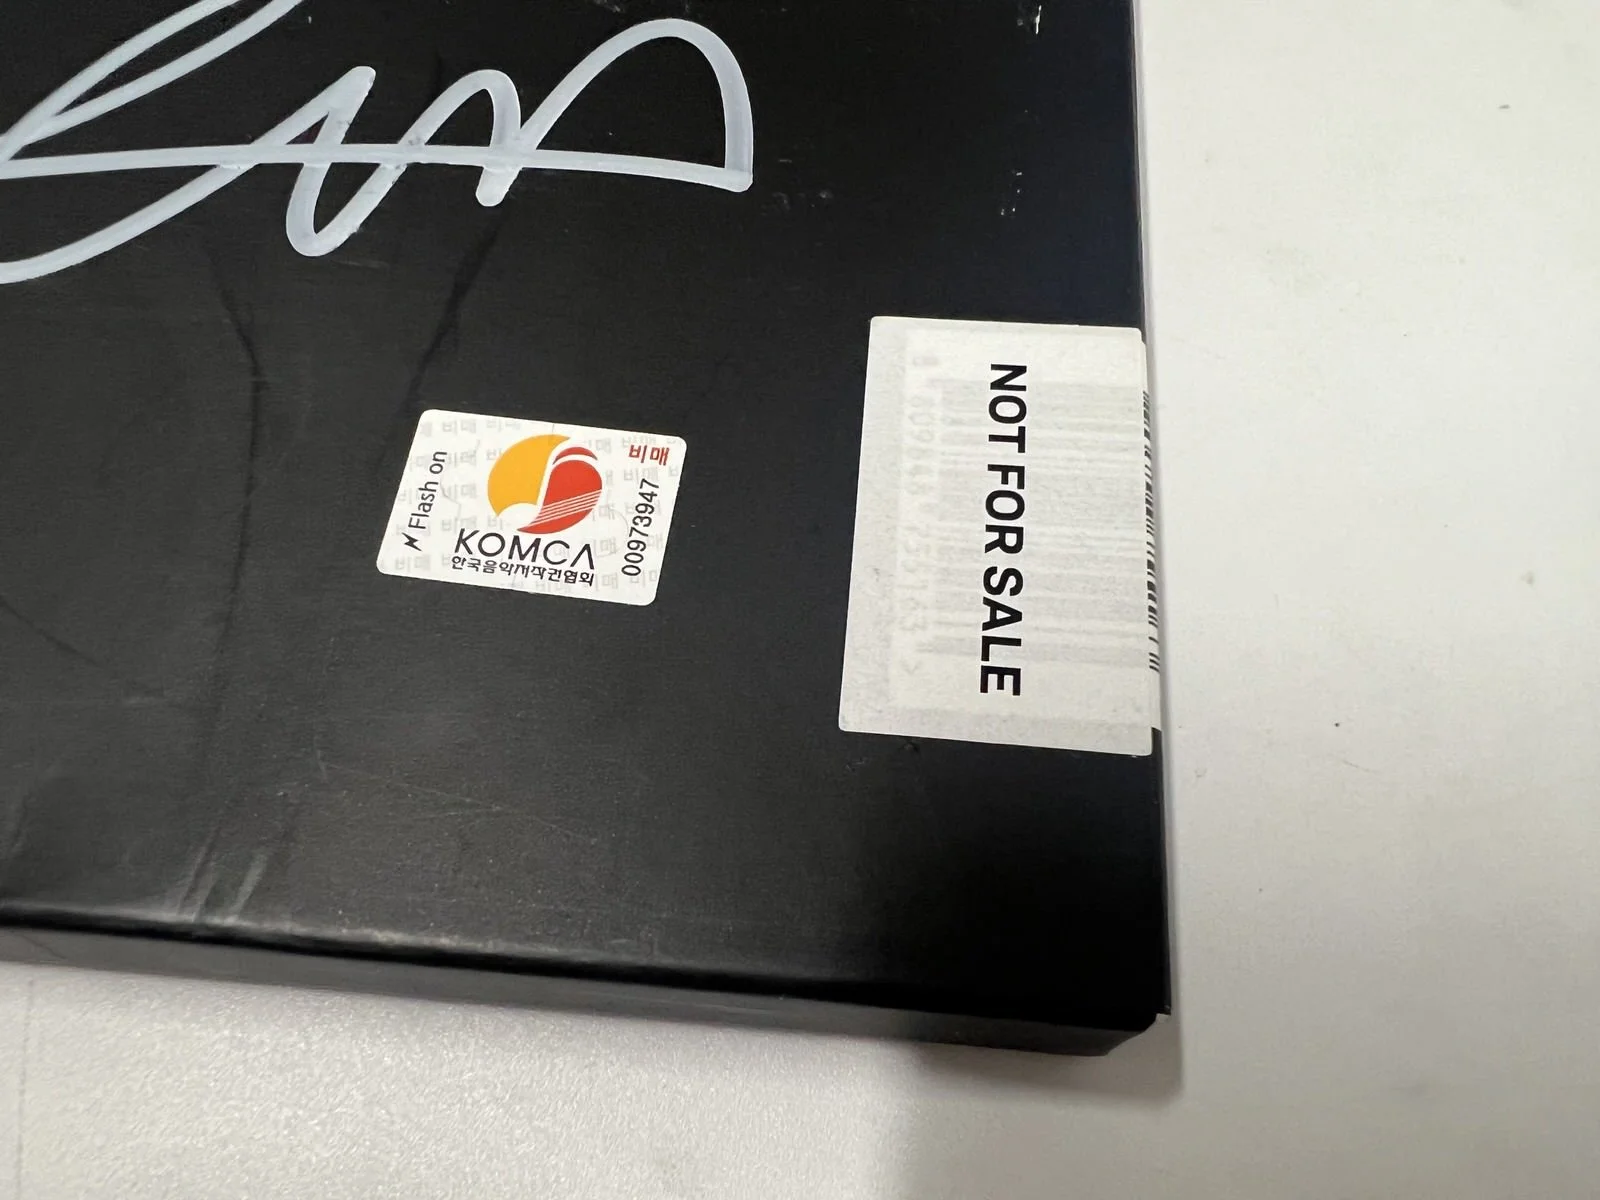 Flash on
비매
KOMCA
한국음악저작권협회
00973947
NOT FOR SALE